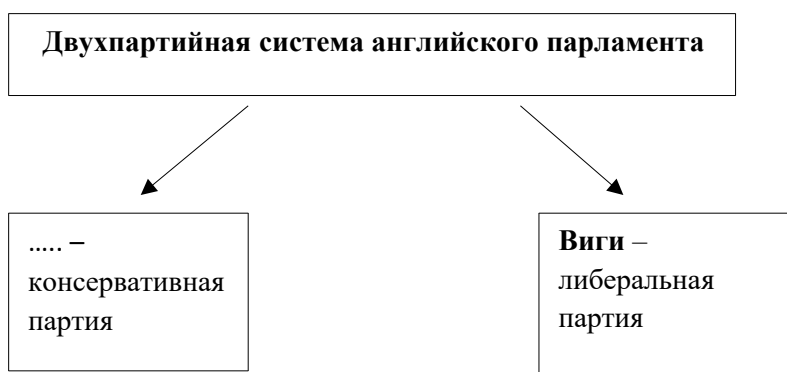 Двухпартийная система английского парламента
..... –
консервативная
партия
Виги –
либеральная
партия